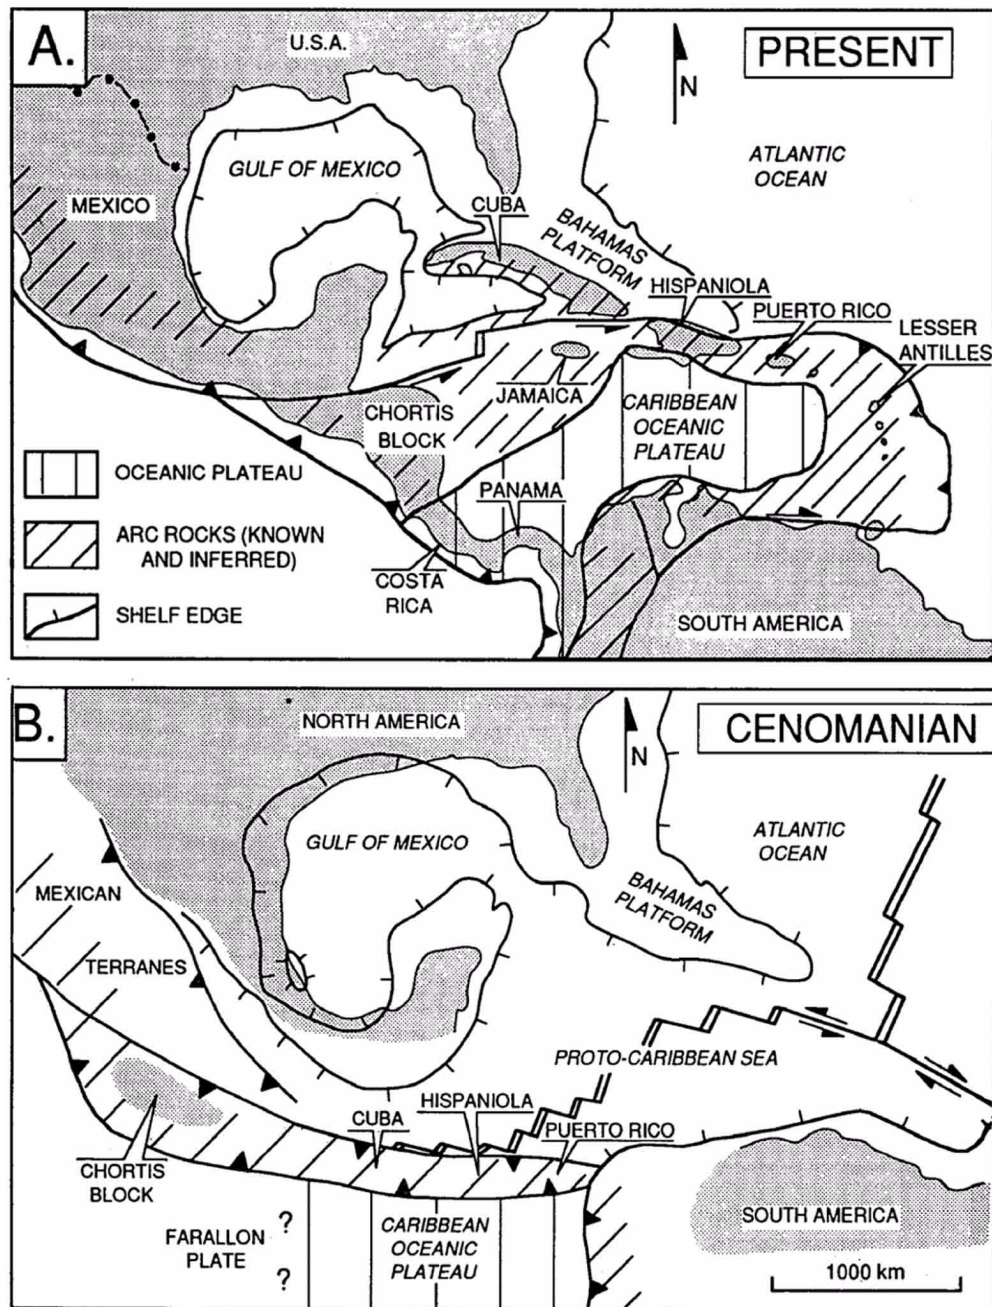 A.
U.S.A.
PRESENT
N
GULF OF MEXICO
ATLANTIC
OCEAN
MEXICO
CUBA
BAHAMAS
PLATFORM
HISPANIOLA
PUERTO RICO
LESSER
ANTILLES
JAMAICA
CHORTIS
BLOCK
CARIBBEAN
OCEANIC
PLATEAU
OCEANIC PLATEAU
PANAMA
ARC ROCKS (KNOWN
AND INFERRED)
COSTA
RICA
SHELF EDGE
SOUTH AMERICA
B.
NORTH AMERICA
CENOMANIAN
N
GULF OF MEXICO
ATLANTIC
OCEAN
MEXICAN
TERRANES
BAHAMAS
PLATFORM
PROTO-CARIBBEAN SEA
CUBA
HISPANIOLA
PUERTO RICO
CHORTIS
BLOCK
FARALLON
PLATE
?
?
CARIBBEAN
OCEANIC
PLATEAU
SOUTH AMERICA
1000 km